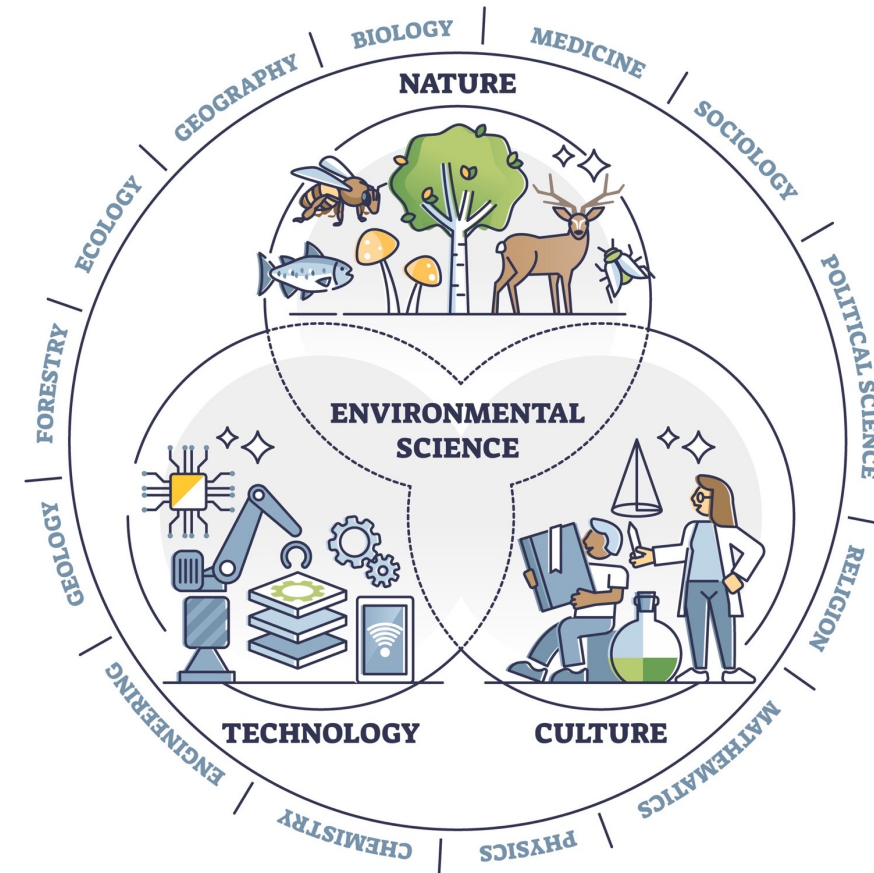 BIOLOGY
MEDICINE
SOCIOLOGY
POLITICAL SCIENCE
RELIGION
MATHEMATICS
PHYSICS
CHEMISTRY
ENGINEERING
GEOLOGY
FORESTRY
ECOLOGY
GEOGRAPHY
NATURE
ENVIRONMENTAL
SCIENCE
TECHNOLOGY
CULTURE